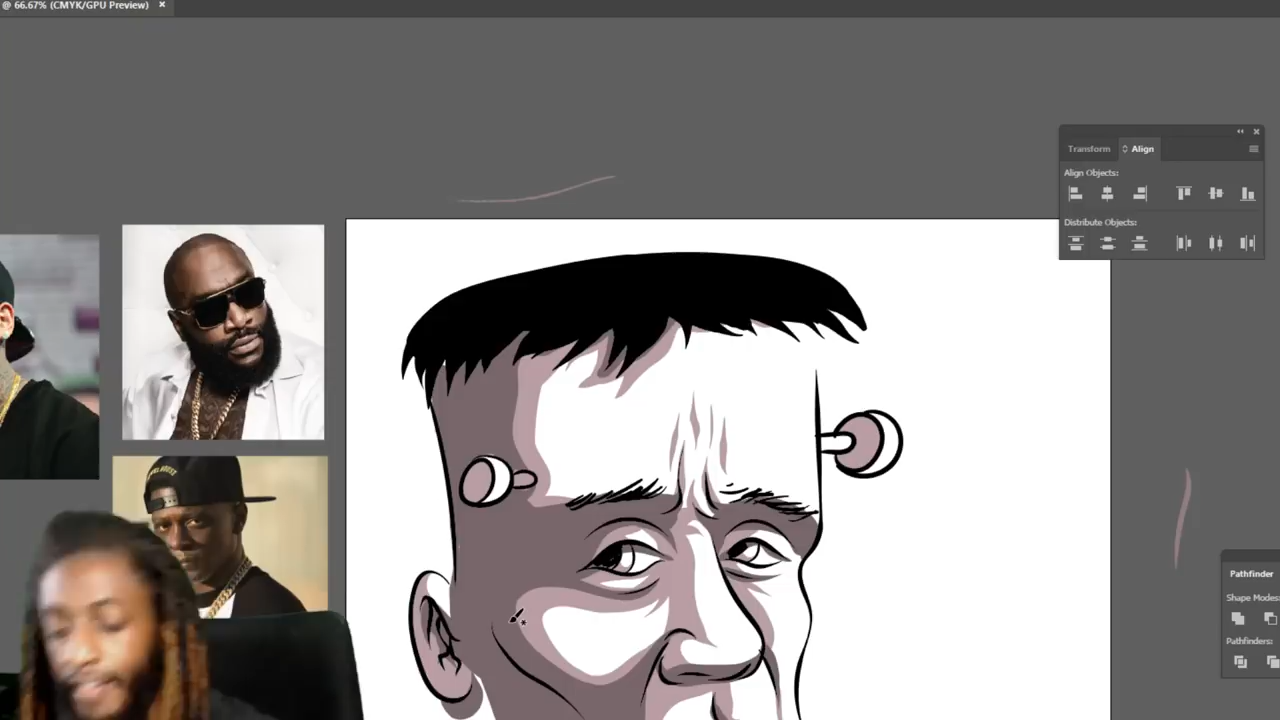 @ 66.67% (CMYK/GPU Preview)
Transform
Align
Align Objects:
Distribute Objects:
Pathfinder
Shape Modes:
Pathfinders: